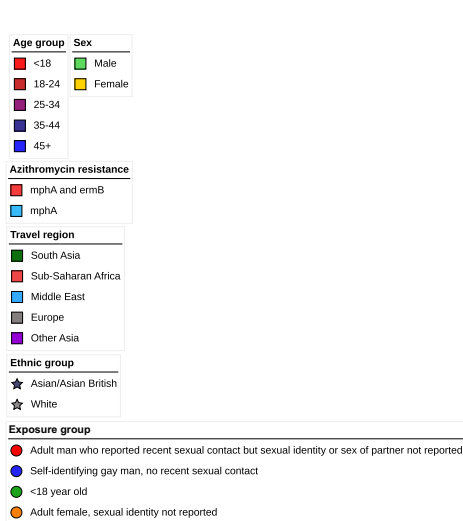 Age group Sex
<18 Male
18-24 Female
25-34
35-44
45+
Azithromycin resistance
mphA and ermB
mphA
Travel region
South Asia
Sub-Saharan Africa
Middle East
Europe
Other Asia
Ethnic group
Asian/Asian British
White
Exposure group
Adult man who reported recent sexual contact but sexual identity or sex of partner not reported
Self-identifying gay man, no recent sexual contact
<18 year old
Adult female, sexual identity not reported